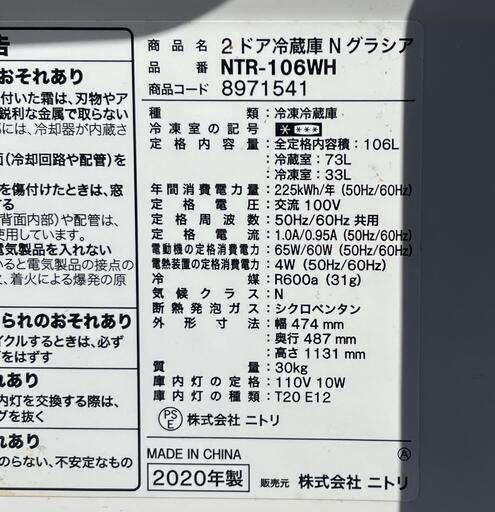 告
のおそれあり
付いた霜は、刃物やア
鋭利な金属で取らない
部には、冷却器が内蔵さ
面（冷却回路や配管）を
を傷付けたときは、窓
する
背面内部）や配管は、
使用しています。
電気製品を入れない
いると電気製品の接点の
、着火による爆発の原
られのおそれあり
イクルするときは、必ず
をはずす
れあり
内灯を交換する際は、
グを抜く
れあり
のらない、不安定なもの
商品名 2ドア冷蔵庫 N グラシア
品番 NTR-106WH
商品コード 8971541
種類：冷凍冷蔵庫
冷凍室の記号：* ***
定格内容量：全定格内容積：106L
冷蔵室：73L
冷凍室：33L
年間消費電力量：225kWh/年 (50Hz/60Hz)
定格電圧：交流 100V
定格周波数：50Hz/60Hz 共用
定格電流：1.0A/0.95A (50Hz/60Hz)
電動機の定格消費電力：65W/60W (50Hz/60Hz)
電熱装置の定格消費電力：4W (50Hz/60Hz)
冷媒：R600a (31g)
気候クラス：N
断熱発泡ガス：シクロペンタン
外形寸法：幅 474 mm
奥行 487 mm
高さ 1131 mm
質量：30kg
庫内灯の定格：110V 10W
庫内灯の種類：T20 E12
PSE 株式会社 ニトリ
MADE IN CHINA Ⓐ
2020年製 販売元 株式会社 ニトリ